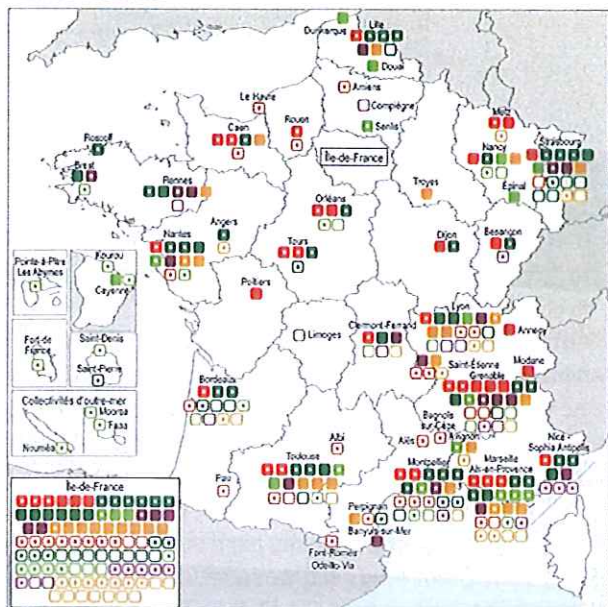 Dunkerque
Lille
Douai
Le Havre
Amiens
Compiègne
Senlis
Caen
Rouen
Metz
Nancy
Strasbourg
Île-de-France
Roscoff
Brest
Rennes
Troyes
Épinal
Orléans
Angers
Nantes
Tours
Dijon
Besançon
Pointe-à-Pitre
Les Abymes
Kourou
Cayenne
Poitiers
Fort-de-
France
Saint-Denis
Saint-Pierre
Limoges
Clermont-Ferrand
Lyon
Annecy
Saint-Étienne
Grenoble
Modane
Collectivités d'outre-mer
Moorea
Faaa
Nouméa
Bordeaux
Bagnols
sur-Cèze
Albi
Alès
Avignon
Toulouse
Montpellier
Marseille
Aix-en-Provence
Nice
Sophia Antipolis
Île-de-France
Pau
Perpignan
Banyuls-sur-Mer
Font-Romeu
Odeillo Via